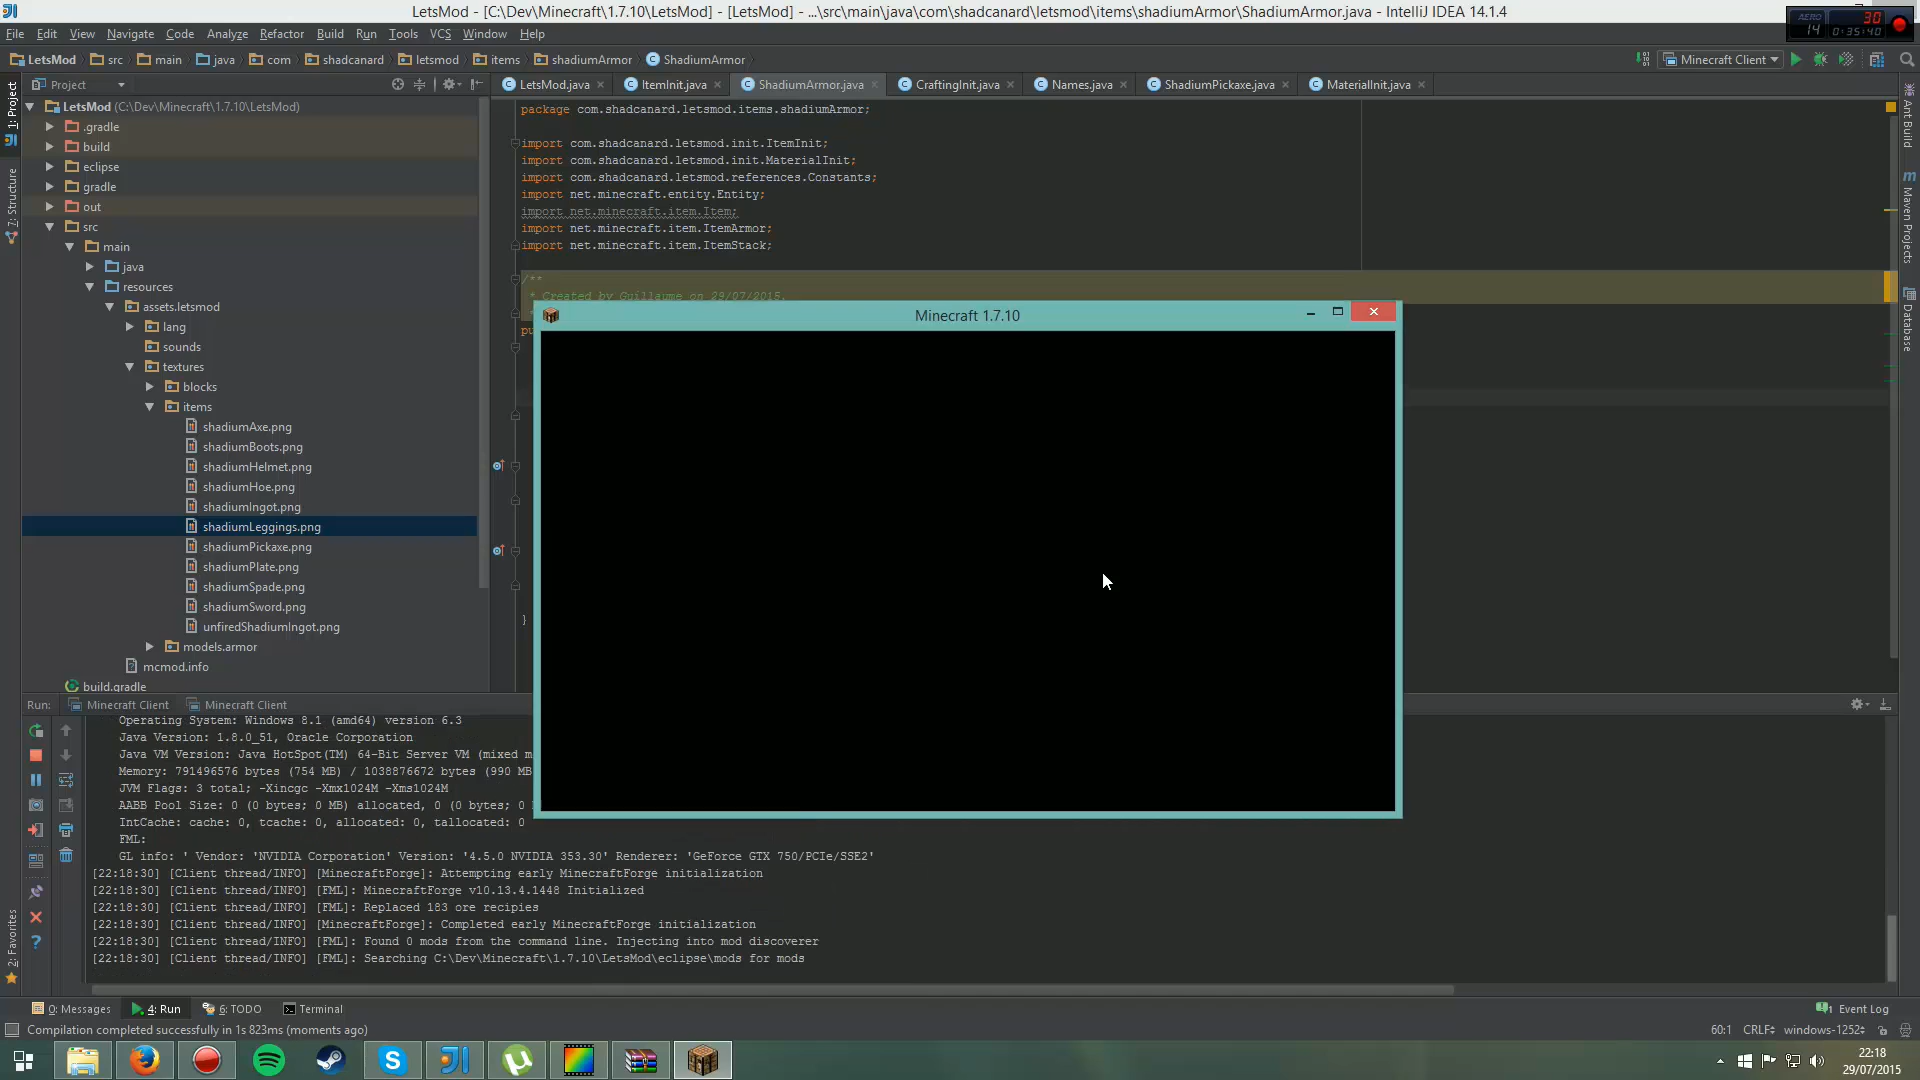 LetsMod - [C:\Dev\Minecraft\1.7.10\LetsMod] - [LetsMod] - ...\src\main\java\com\shadcanard\letsmod\items\shadiumArmor\ShadiumArmor.java - IntelliJ IDEA 14.1.4
AERO 14 30 0:35:40
File Edit View Navigate Code Analyze Refactor Build Run Tools VCS Window Help
LetsMod src main java com shadcanard letsmod items shadiumArmor ShadiumArmor
Minecraft Client
Project
LetsMod.java ItemInit.java ShadiumArmor.java CraftingInit.java Names.java ShadiumPickaxe.java MaterialInit.java
1: Project
7: Structure
2: Favorites
Ant Build
Maven Projects
Database
LetsMod (C:\Dev\Minecraft\1.7.10\LetsMod)
.gradle
build
eclipse
gradle
out
src
main
java
resources
assets.letsmod
lang
sounds
textures
blocks
items
shadiumAxe.png
shadiumBoots.png
shadiumHelmet.png
shadiumHoe.png
shadiumIngot.png
shadiumLeggings.png
shadiumPickaxe.png
shadiumPlate.png
shadiumSpade.png
shadiumSword.png
unfiredShadiumIngot.png
models.armor
mcmod.info
build.gradle
package com.shadcanard.letsmod.items.shadiumArmor;
import com.shadcanard.letsmod.init.ItemInit;
import com.shadcanard.letsmod.init.MaterialInit;
import com.shadcanard.letsmod.references.Constants;
import net.minecraft.entity.Entity;
import net.minecraft.item.Item;
import net.minecraft.item.ItemArmor;
import net.minecraft.item.ItemStack;
/**
* Created by Guillaume on 29/07/2015.
pu
}
Minecraft 1.7.10
Run: Minecraft Client Minecraft Client
Operating System: Windows 8.1 (amd64) version 6.3
Java Version: 1.8.0_51, Oracle Corporation
Java VM Version: Java HotSpot(TM) 64-Bit Server VM (mixed m
Memory: 791496576 bytes (754 MB) / 1038876672 bytes (990 MB
JVM Flags: 3 total; -Xincgc -Xmx1024M -Xms1024M
AABB Pool Size: 0 (0 bytes; 0 MB) allocated, 0 (0 bytes; 0
IntCache: cache: 0, tcache: 0, allocated: 0, tallocated: 0
FML:
GL info: ' Vendor: 'NVIDIA Corporation' Version: '4.5.0 NVIDIA 353.30' Renderer: 'GeForce GTX 750/PCIe/SSE2'
[22:18:30] [Client thread/INFO] [MinecraftForge]: Attempting early MinecraftForge initialization
[22:18:30] [Client thread/INFO] [FML]: MinecraftForge v10.13.4.1448 Initialized
[22:18:30] [Client thread/INFO] [FML]: Replaced 183 ore recipies
[22:18:30] [Client thread/INFO] [MinecraftForge]: Completed early MinecraftForge initialization
[22:18:30] [Client thread/INFO] [FML]: Found 0 mods from the command line. Injecting into mod discoverer
[22:18:30] [Client thread/INFO] [FML]: Searching C:\Dev\Minecraft\1.7.10\LetsMod\eclipse\mods for mods
0: Messages 4: Run 6: TODO Terminal Event Log
Compilation completed successfully in 1s 823ms (moments ago) 60:1 CRLF windows-1252
22:18
29/07/2015